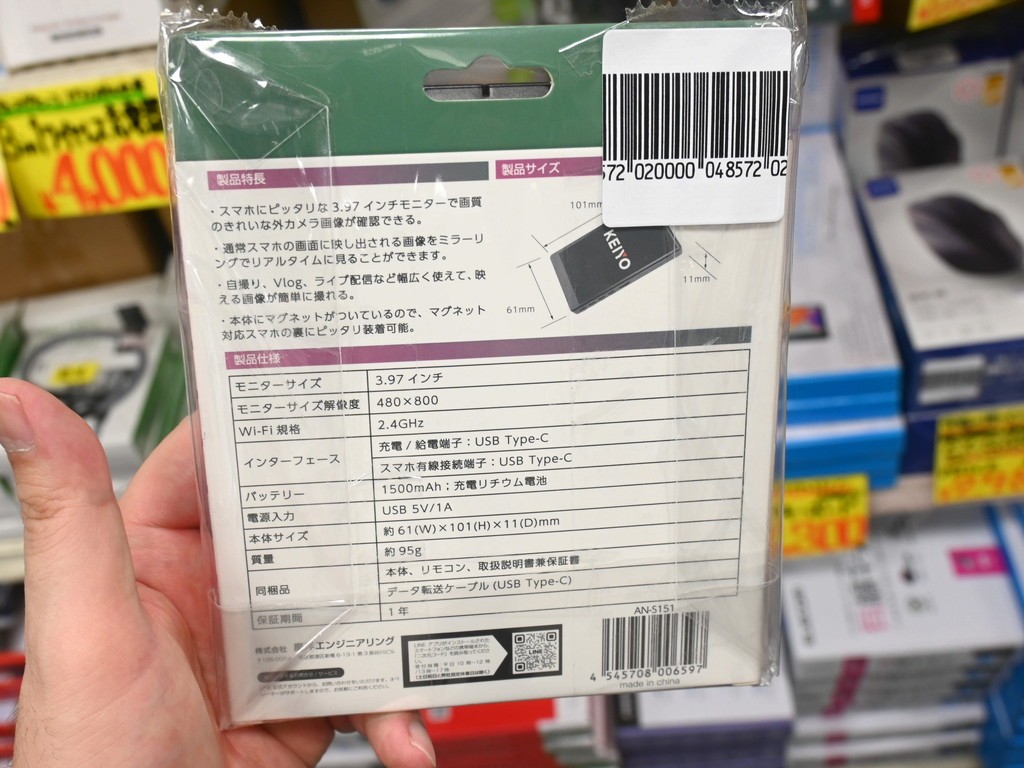 4,000
572 020000 048572 02
製品特長
・スマホにピッタリな 3.97 インチモニターで画質
のきれいな外カメラ画像が確認できる。
・通常スマホの画面に映し出される画像をミラーリ
ングでリアルタイムに見ることができます。
・自撮り、Vlog、ライブ配信など幅広く使えて、映
える画像が簡単に撮れる。
・本体にマグネットがついているので、マグネット
対応スマホの裏にピッタリ装着可能。
製品サイズ
101mm
KEIYO
11mm
61mm
製品仕様
モニターサイズ 3.97 インチ
モニターサイズ解像度 480×800
Wi-Fi 規格 2.4GHz
インターフェース 充電 / 給電端子：USB Type-C
スマホ有線接続端子：USB Type-C
バッテリー 1500mAh；充電リチウム電池
電源入力 USB 5V/1A
本体サイズ 約 61(W)×101(H)×11(D)mm
質量 約 95g
同梱品 本体、リモコン、取扱説明書兼保証書
データ転送ケーブル (USB Type-C)
保証期間 1 年
株式会社 エンジニアリング
LINE
AN-S151
4 545708 006597
made in china